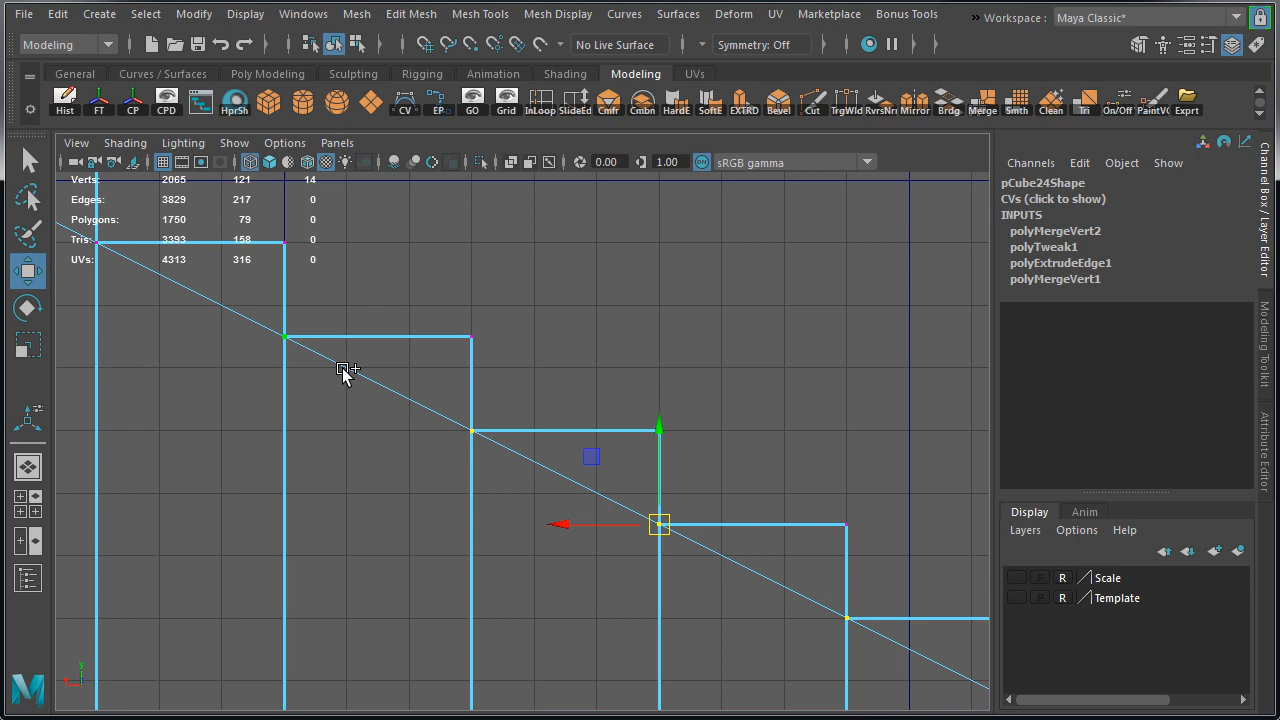 File Edit Create Select Modify Display Windows Mesh Edit Mesh Mesh Tools Mesh Display Curves Surfaces Deform UV Marketplace Bonus Tools » Workspace : Maya Classic*
Modeling No Live Surface Symmetry: Off
General Curves / Surfaces Poly Modeling Sculpting Rigging Animation Shading Modeling UVs
Hist FT CP CPD HprSh CV EP GO Grid InLoop SlideEd Cmfr Cmbn HardE SoftE EXTRD Bevel Cut TrgWld RvrsNr Mirror Brdg Merge Smth Clean Tri On/Off PaintV Exprt
View Shading Lighting Show Renderer Panels
0.00 1.00 sRGB gamma
Verts: 2065 121 14
Edges: 3829 217 0
Polygons: 1750 79 0
Tris: 3393 158 0
UVs: 4313 316 0
y
Channels Edit Object Show
pCube24Shape
CVs (click to show)
INPUTS
polyMergeVert2
polyTweak1
polyExtrudeEdge1
polyMergeVert1
Channel Box / Layer Editor
Modeling Toolkit
Attribute Editor
Display Anim
Layers Options Help
P R Scale
P R Template
M